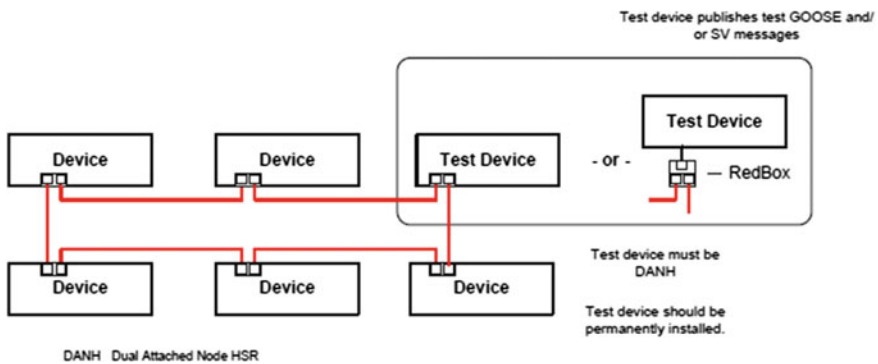 Test device publishes test GOOSE and/
or SV messages
Test Device
Device
Device
Test Device
- or -
— RedBox
Test device must be
DANH
Device
Device
Device
Test device should be
permanently installed.
DANH Dual Attached Node HSR